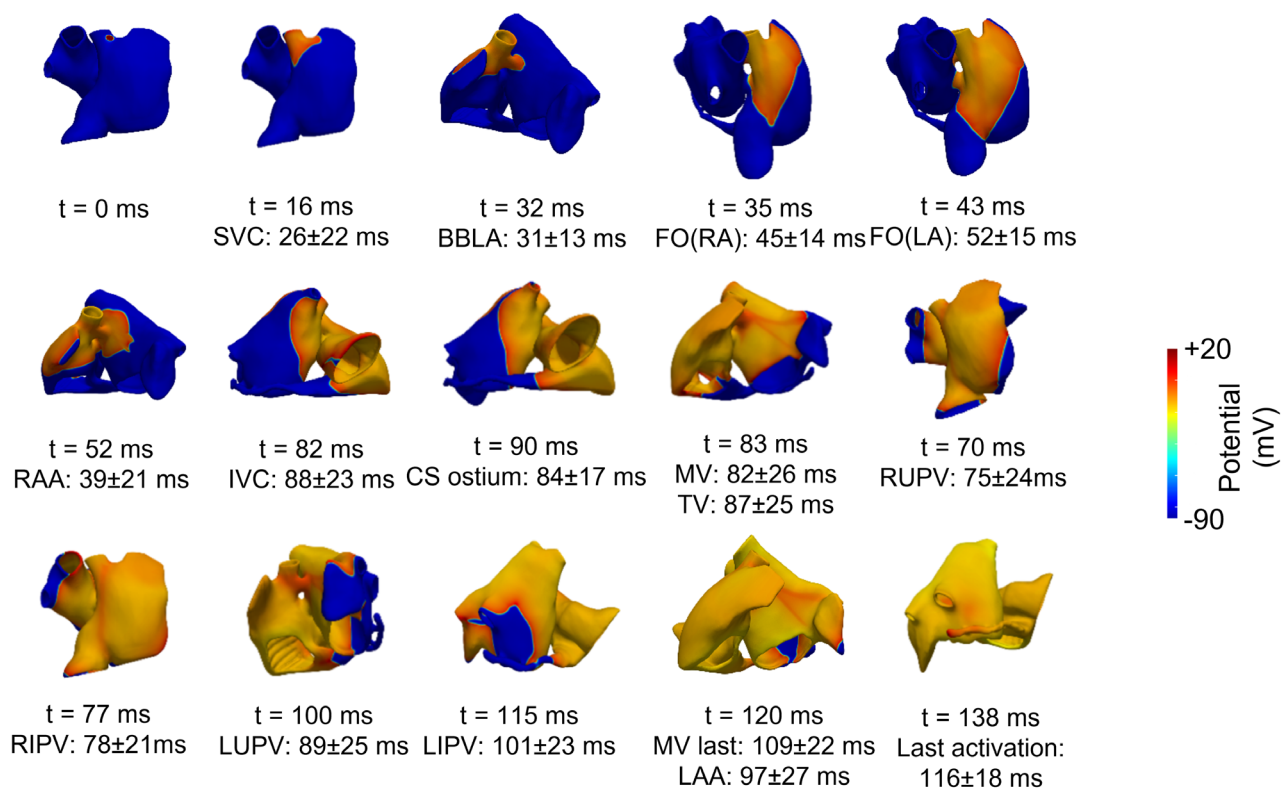 t = 0 ms
t = 16 ms
SVC: 26±22 ms
t = 32 ms
BBLA: 31±13 ms
t = 35 ms
FO(RA): 45±14 ms
t = 43 ms
FO(LA): 52±15 ms
t = 52 ms
RAA: 39±21 ms
t = 82 ms
IVC: 88±23 ms
t = 90 ms
CS ostium: 84±17 ms
t = 83 ms
MV: 82±26 ms
TV: 87±25 ms
t = 70 ms
RUPV: 75±24ms
+20
Potential
(mV)
-90
t = 77 ms
RIPV: 78±21ms
t = 100 ms
LUPV: 89±25 ms
t = 115 ms
LIPV: 101±23 ms
t = 120 ms
MV last: 109±22 ms
LAA: 97±27 ms
t = 138 ms
Last activation:
116±18 ms